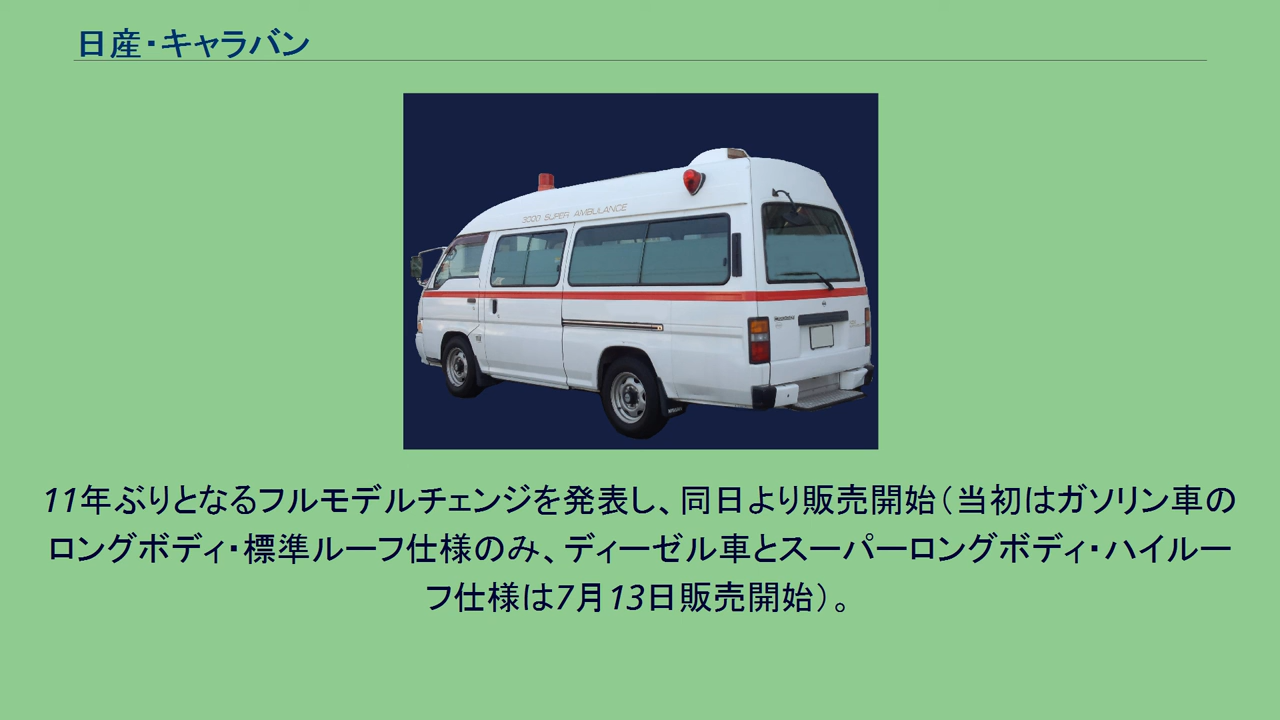 日産・キャラバン
3000 SUPER AMBULANCE
11年ぶりとなるフルモデルチェンジを発表し、同日より販売開始（当初はガソリン車の
ロングボディ・標準ルーフ仕様のみ、ディーゼル車とスーパーロングボディ・ハイルー
フ仕様は7月13日販売開始）。